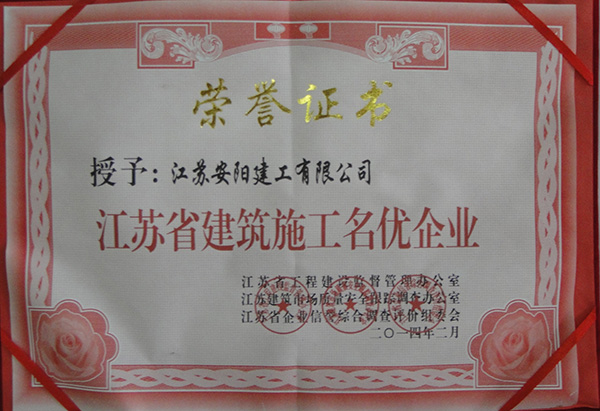 荣誉证书
授予：江苏安阳建工有限公司
江苏省建筑施工名优企业
江苏省工程建设监督管理办公室
江苏建筑市场质量安全跟踪调查办公室
江苏省企业信誉综合调查评价组委会
二〇一四年二月